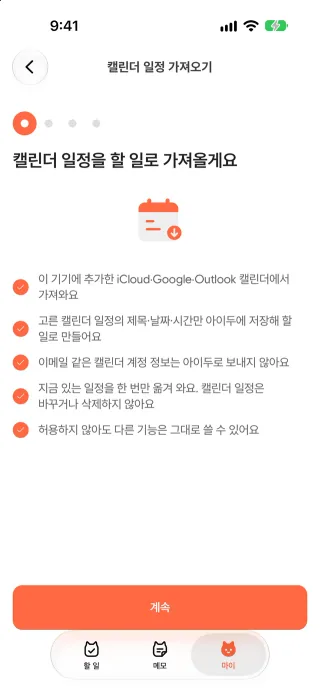 9:41
캘린더 일정 가져오기
캘린더 일정을 할 일로 가져올게요
이 기기에 추가한 iCloud·Google·Outlook 캘린더에서
가져와요
고른 캘린더 일정의 제목·날짜·시간만 아이두에 저장해 할
일로 만들어요
이메일 같은 캘린더 계정 정보는 아이두로 보내지 않아요
지금 있는 일정을 한 번만 옮겨 와요. 캘린더 일정은
바꾸거나 삭제하지 않아요
허용하지 않아도 다른 기능은 그대로 쓸 수 있어요
계속
할 일
메모
마이